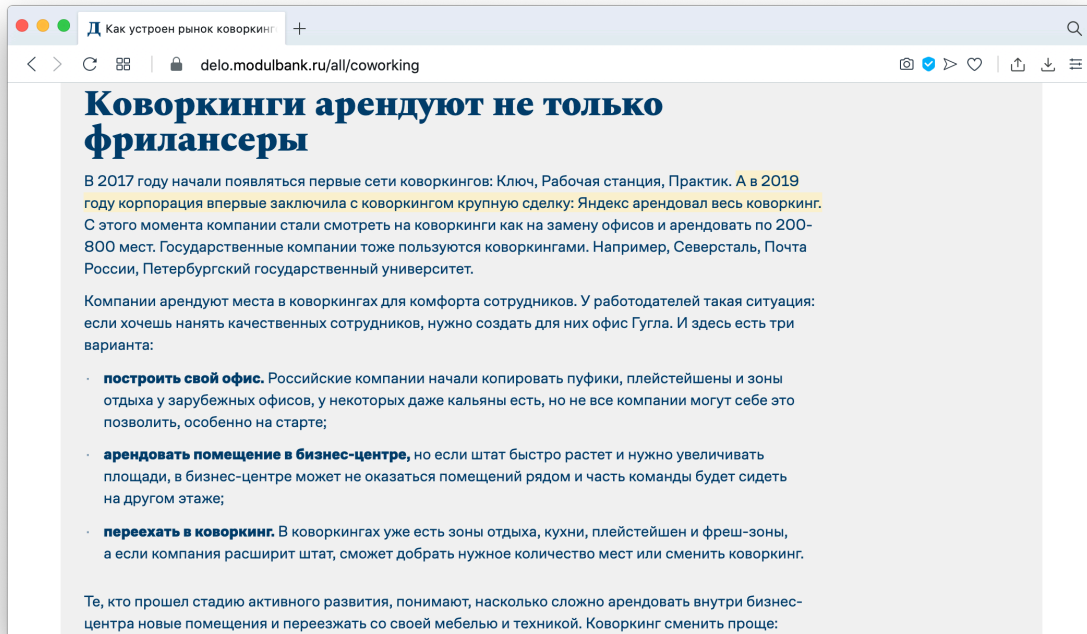 Д Как устроен рынок коворкинг
delo.modulbank.ru/all/coworking
Коворкинги арендуют не только
фрилансеры
В 2017 году начали появляться первые сети коворкингов: Ключ, Рабочая станция, Практик. А в 2019
году корпорация впервые заключила с коворкингом крупную сделку: Яндекс арендовал весь коворкинг.
С этого момента компании стали смотреть на коворкинги как на замену офисов и арендовать по 200-
800 мест. Государственные компании тоже пользуются коворкингами. Например, Северсталь, Почта
России, Петербургский государственный университет.
Компании арендуют места в коворкингах для комфорта сотрудников. У работодателей такая ситуация:
если хочешь нанять качественных сотрудников, нужно создать для них офис Гугла. И здесь есть три
варианта:
· построить свой офис. Российские компании начали копировать пуфики, плейстейшены и зоны
отдыха у зарубежных офисов, у некоторых даже кальяны есть, но не все компании могут себе это
позволить, особенно на старте;
· арендовать помещение в бизнес-центре, но если штат быстро растет и нужно увеличивать
площади, в бизнес-центре может не оказаться помещений рядом и часть команды будет сидеть
на другом этаже;
· переехать в коворкинг. В коворкингах уже есть зоны отдыха, кухни, плейстейшен и фреш-зоны,
а если компания расширит штат, сможет добрать нужное количество мест или сменить коворкинг.
Те, кто прошел стадию активного развития, понимают, насколько сложно арендовать внутри бизнес-
центра новые помещения и переезжать со своей мебелью и техникой. Коворкинг сменить проще: